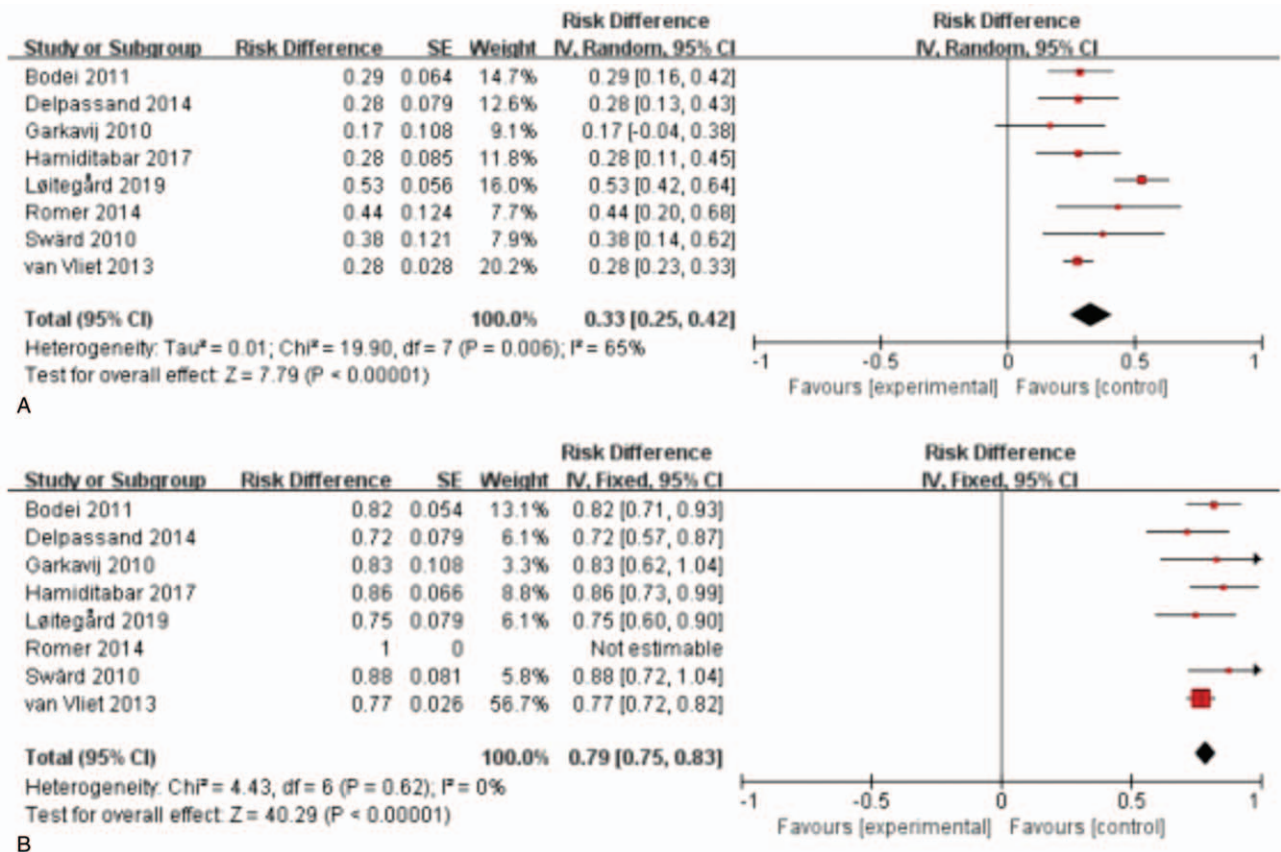 Risk Difference Risk Difference
Study or Subgroup Risk Difference SE Weight IV, Random, 95% CI IV, Random, 95% CI
Bodei 2011 0.29 0.064 14.7% 0.29 [0.16, 0.42]
Delpassand 2014 0.28 0.079 12.6% 0.28 [0.13, 0.43]
Garkavij 2010 0.17 0.108 9.1% 0.17 [-0.04, 0.38]
Hamiditabar 2017 0.28 0.085 11.8% 0.28 [0.11, 0.45]
Løitegård 2019 0.53 0.056 16.0% 0.53 [0.42, 0.64]
Romer 2014 0.44 0.124 7.7% 0.44 [0.20, 0.68]
Swärd 2010 0.38 0.121 7.9% 0.38 [0.14, 0.62]
van Vliet 2013 0.28 0.028 20.2% 0.28 [0.23, 0.33]
Total (95% CI) 100.0% 0.33 [0.25, 0.42]
Heterogeneity: Tau² = 0.01; Chi² = 19.90, df = 7 (P = 0.006); I² = 65%
Test for overall effect: Z = 7.79 (P < 0.00001)
-1 -0.5 0 0.5 1
Favours [experimental] Favours [control]
A
Risk Difference Risk Difference
Study or Subgroup Risk Difference SE Weight IV, Fixed, 95% CI IV, Fixed, 95% CI
Bodei 2011 0.82 0.054 13.1% 0.82 [0.71, 0.93]
Delpassand 2014 0.72 0.079 6.1% 0.72 [0.57, 0.87]
Garkavij 2010 0.83 0.108 3.3% 0.83 [0.62, 1.04]
Hamiditabar 2017 0.86 0.066 8.8% 0.86 [0.73, 0.99]
Løitegård 2019 0.75 0.079 6.1% 0.75 [0.60, 0.90]
Romer 2014 1 0 Not estimable
Swärd 2010 0.88 0.081 5.8% 0.88 [0.72, 1.04]
van Vliet 2013 0.77 0.026 56.7% 0.77 [0.72, 0.82]
Total (95% CI) 100.0% 0.79 [0.75, 0.83]
Heterogeneity: Chi² = 4.43, df = 6 (P = 0.62); I² = 0%
Test for overall effect: Z = 40.29 (P < 0.00001)
-1 -0.5 0 0.5 1
Favours [experimental] Favours [control]
B